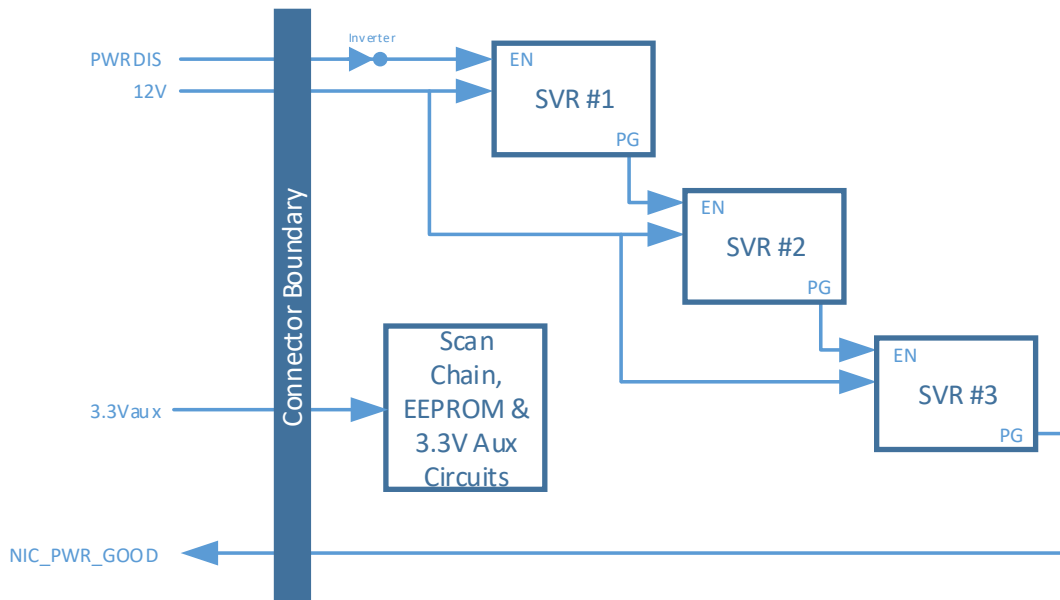 Inverter
PWRDIS
EN
12V
SVR #1
PG
Connector Boundary
EN
SVR #2
PG
Scan
Chain,
EEPROM &
3.3V Aux
Circuits
EN
SVR #3
3.3Vaux
PG
NIC_PWR_GOOD